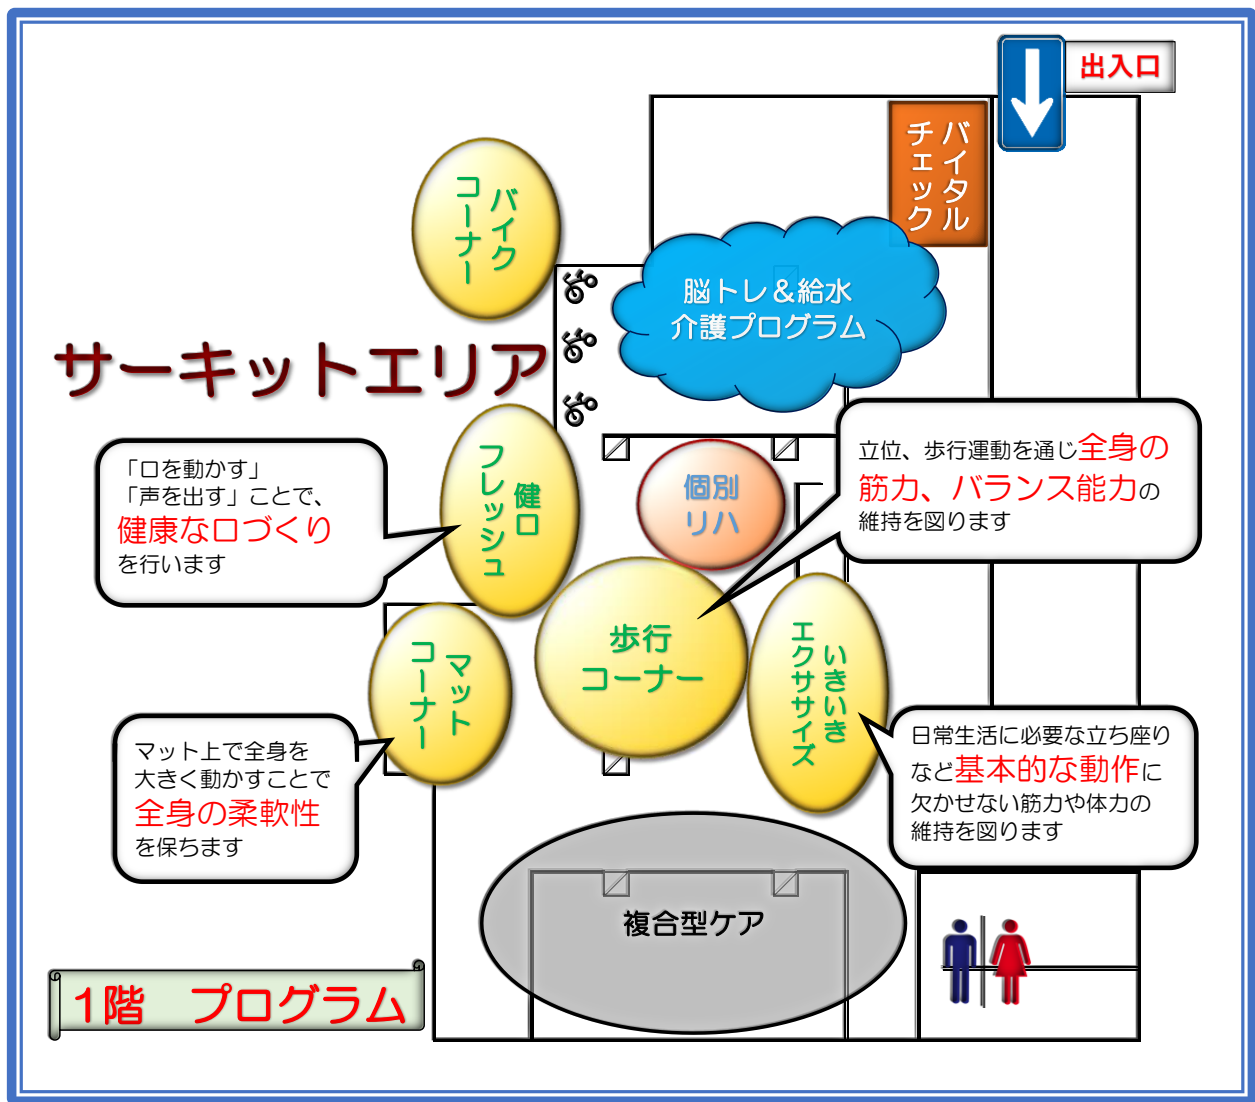 出入口
バイタル
チェック
バイク
コーナー
脳トレ＆給水
介護プログラム
サーキットエリア
「口を動かす」
「声を出す」ことで、
健康な口づくり
を行います
健口
フレッシュ
個別
リハ
立位、歩行運動を通じ全身の
筋力、バランス能力の
維持を図ります
歩行
コーナー
いきいき
エクササイズ
マット
コーナー
マット上で全身を
大きく動かすことで
全身の柔軟性
を保ちます
日常生活に必要な立ち座り
など基本的な動作に
欠かせない筋力や体力の
維持を図ります
複合型ケア
1階　プログラム